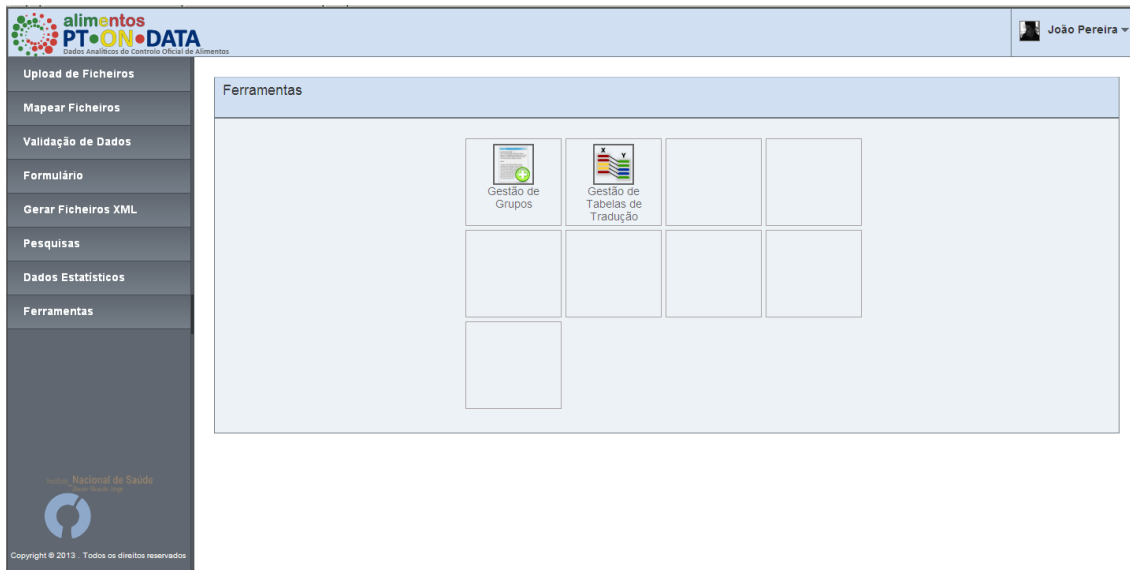 alimentos
PT•ON•DATA
Dados Analíticos de Controlo Oficial de Alimentos
João Pereira
Upload de Ficheiros
Mapear Ficheiros
Validação de Dados
Formulário
Gerar Ficheiros XML
Pesquisas
Dados Estatísticos
Ferramentas
Ferramentas
Gestão de
Grupos
X Y
Gestão de
Tabelas de
Tradução
Instituto_Nacional de Saúde
Copyright © 2013 . Todos os direitos reservados